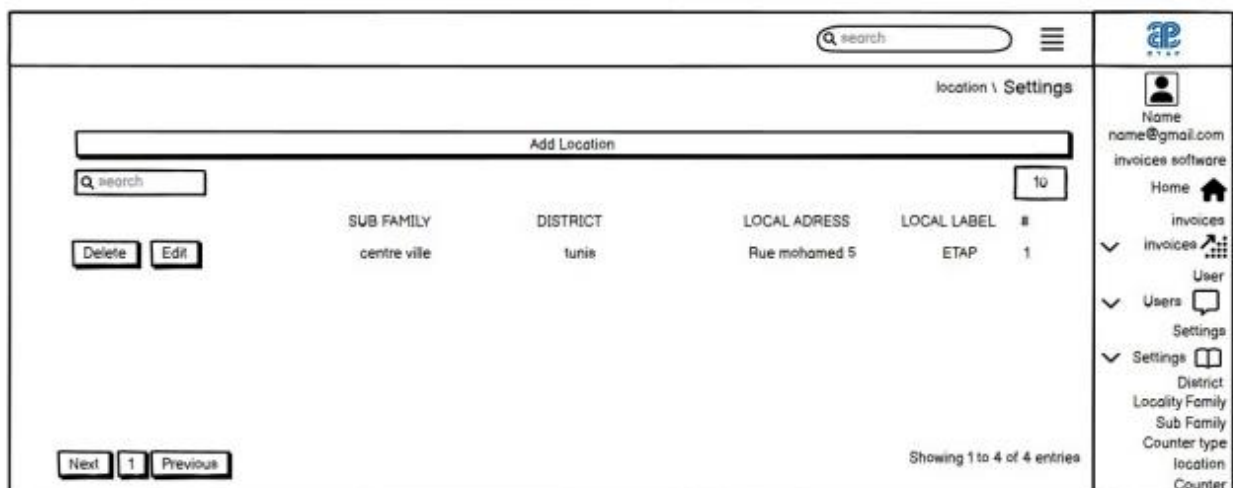 search
ETAP
location \ Settings
Add Location
search
10
SUB FAMILY DISTRICT LOCAL ADRESS LOCAL LABEL #
Delete Edit centre ville tunis Rue mohamed 5 ETAP 1
Next 1 Previous
Showing 1 to 4 of 4 entries
Name
name@gmail.com
invoices software
Home
invoices
invoices
User
Users
Settings
Settings
District
Locality Family
Sub Family
Counter type
location
Counter